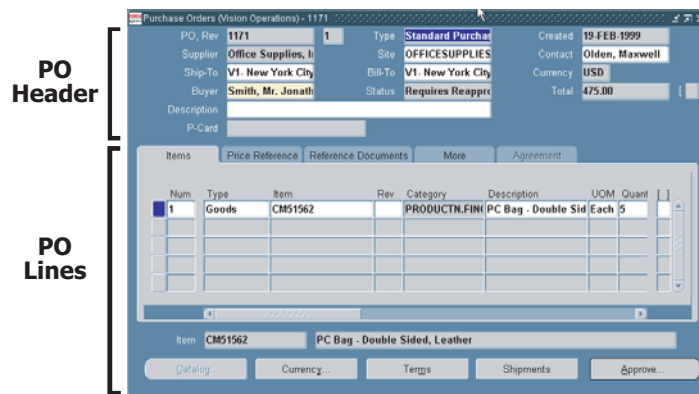 Purchase Orders (Vision Operations) - 1171
PO, Rev 1171 1 Type Standard Purchas Created 19-FEB-1999
Supplier Office Supplies, I Site OFFICESUPPLIES Contact Olden, Maxwell
Ship-To V1- New York City Bill-To V1- New York City Currency USD
Buyer Smith, Mr. Jonath Status Requires Reappro Total 475.00 [
Description
P-Card
PO
Header
Items Price Reference Reference Documents More Agreement
Num Type Item Rev Category Description UOM Quant [ ]
1 Goods CM51562 PRODUCTN.FING PC Bag - Double Sid Each 5
PO
Lines
Item CM51562 PC Bag - Double Sided, Leather
Catalog... Currency... Terms Shipments Approve...